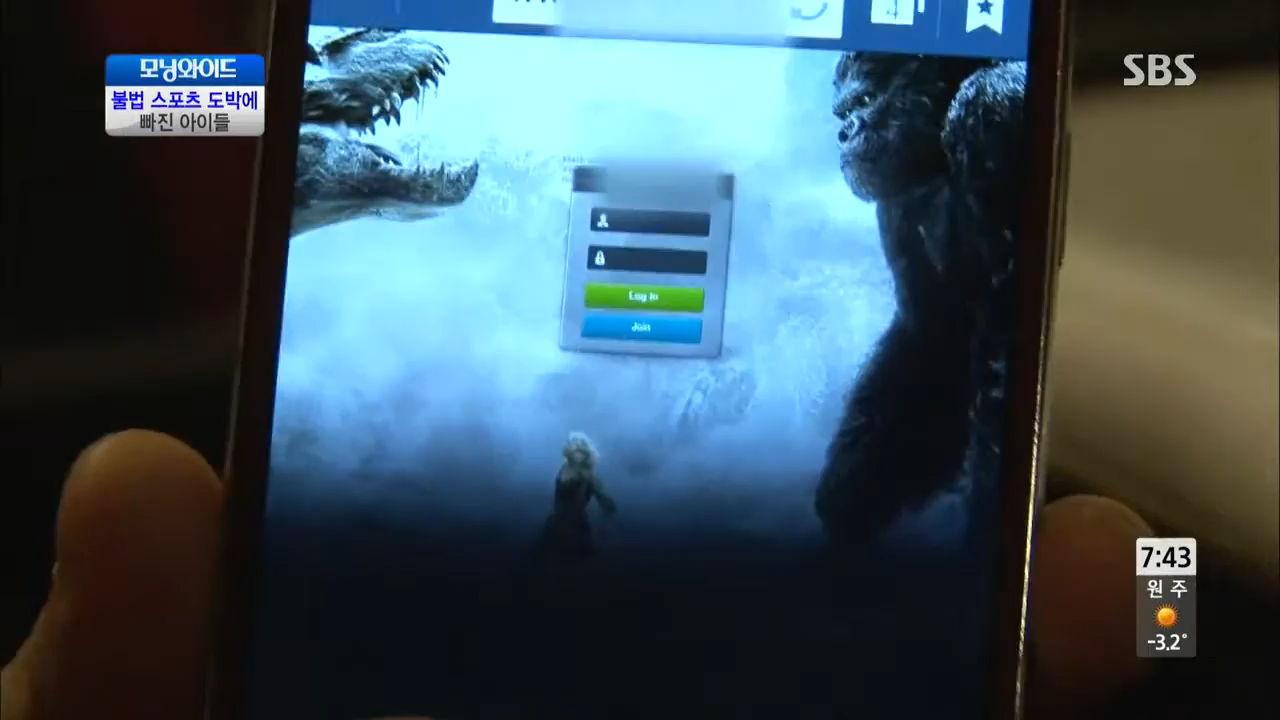 모닝와이드
불법 스포츠 도박에
빠진 아이들
SBS
Log In
Join
7:43
원주
-3.2°